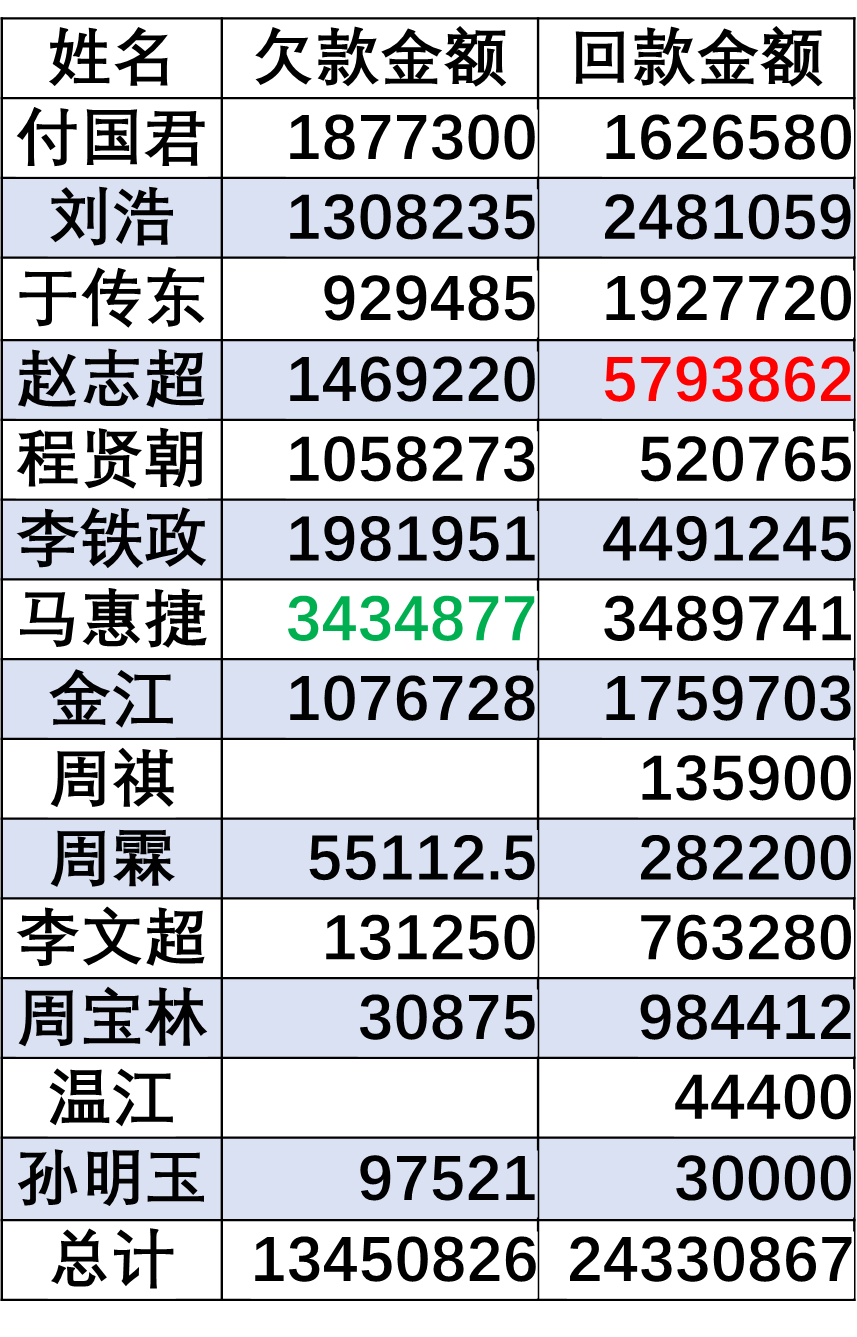 姓名 欠款金额 回款金额
付国君 1877300 1626580
刘浩 1308235 2481059
于传东 929485 1927720
赵志超 1469220 5793862
程贤朝 1058273 520765
李铁政 1981951 4491245
马惠捷 3434877 3489741
金江 1076728 1759703
周祺 135900
周霖 55112.5 282200
李文超 131250 763280
周宝林 30875 984412
温江 44400
孙明玉 97521 30000
总计 13450826 24330867